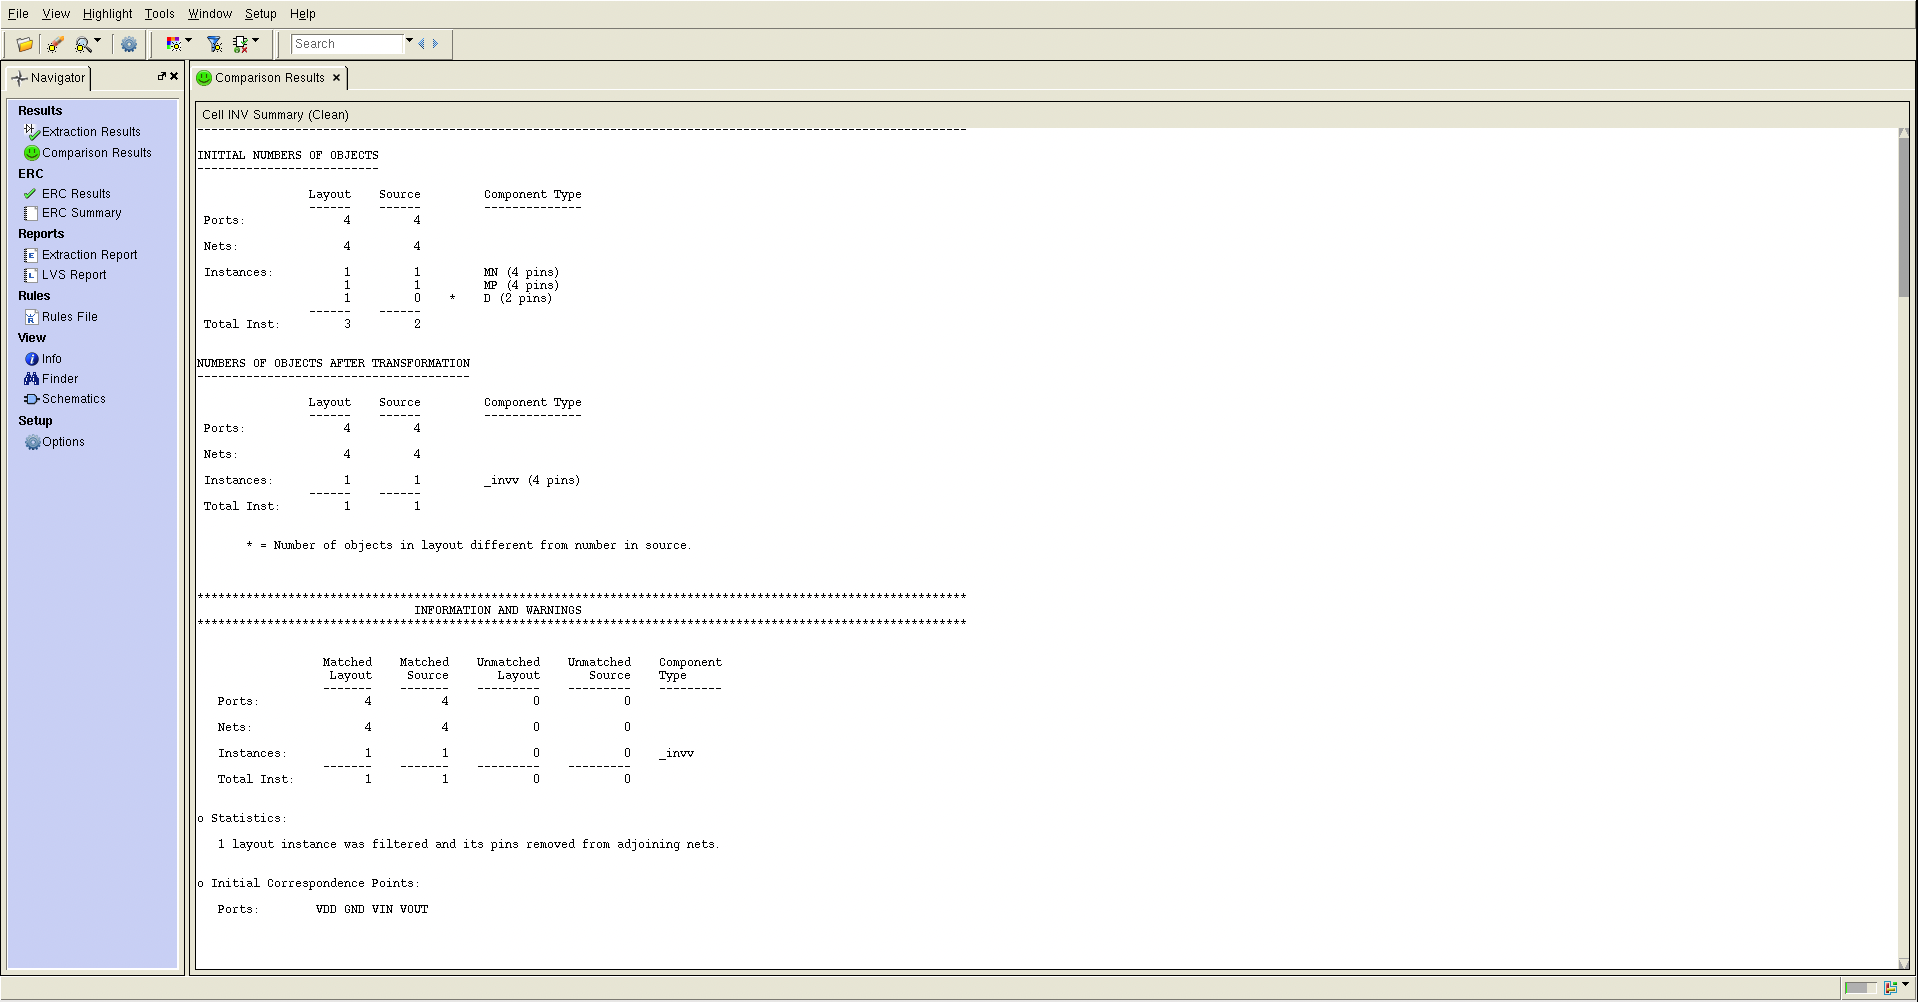 File View Highlight Tools Window Setup Help
Search
Navigator
Results
Extraction Results
Comparison Results
ERC
ERC Results
ERC Summary
Reports
Extraction Report
LVS Report
Rules
Rules File
View
Info
Finder
Schematics
Setup
Options
Comparison Results
Cell INV Summary (Clean)
--------------------------------------------------------------------------------------------------------------
INITIAL NUMBERS OF OBJECTS
--------------------------
Layout Source Component Type
------ ------ --------------
Ports: 4 4
Nets: 4 4
Instances: 1 1 MN (4 pins)
1 1 MP (4 pins)
1 0 * D (2 pins)
------ ------
Total Inst: 3 2
NUMBERS OF OBJECTS AFTER TRANSFORMATION
---------------------------------------
Layout Source Component Type
------ ------ --------------
Ports: 4 4
Nets: 4 4
Instances: 1 1 _invv (4 pins)
------ ------
Total Inst: 1 1
* = Number of objects in layout different from number in source.
**************************************************************************************************************
INFORMATION AND WARNINGS
**************************************************************************************************************
Matched Matched Unmatched Unmatched Component
Layout Source Layout Source Type
------- ------- --------- --------- ---------
Ports: 4 4 0 0
Nets: 4 4 0 0
Instances: 1 1 0 0 _invv
------- ------- --------- ---------
Total Inst: 1 1 0 0
o Statistics:
1 layout instance was filtered and its pins removed from adjoining nets.
o Initial Correspondence Points:
Ports: VDD GND VIN VOUT